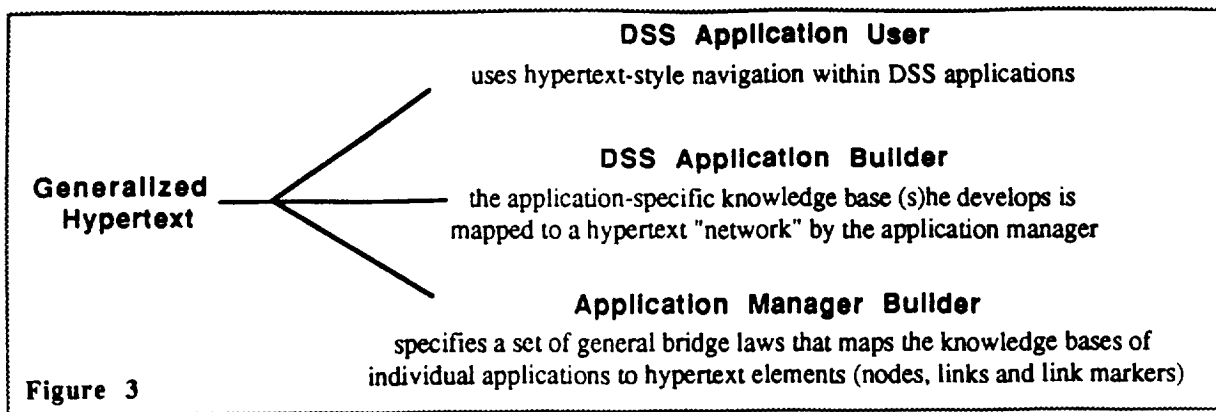 DSS Application User
uses hypertext-style navigation within DSS applications
DSS Application Builder
Generalized
Hypertext
the application-specific knowledge base (s)he develops is
mapped to a hypertext "network" by the application manager
Application Manager Builder
specifies a set of general bridge laws that maps the knowledge bases of
individual applications to hypertext elements (nodes, links and link markers)
Figure 3